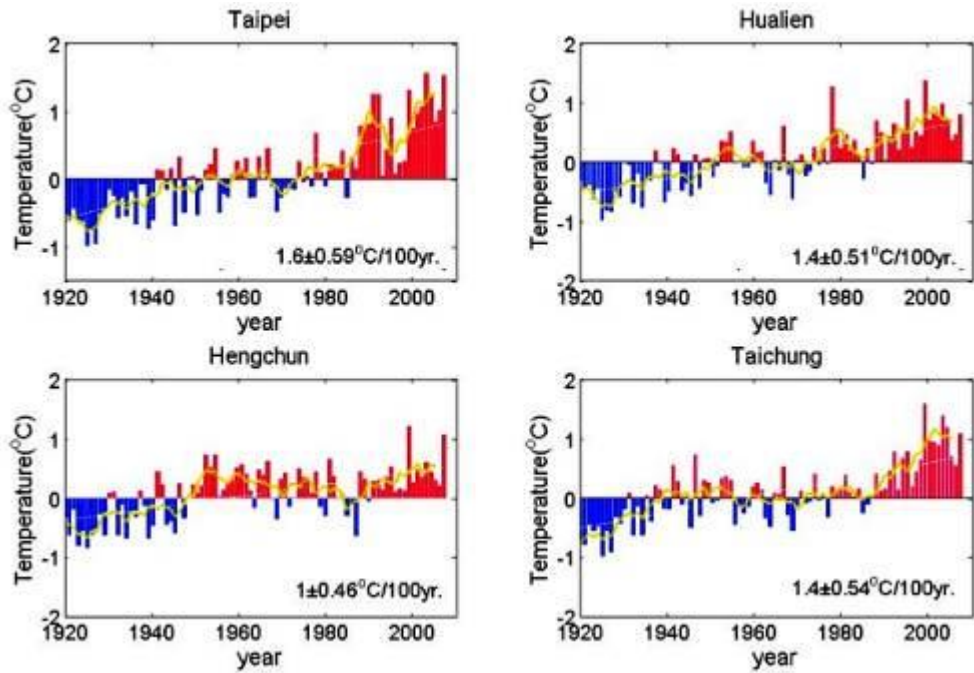 Taipei
Hualien
2
1
0
-1
Temperature(°C)
1.6±0.59°C/100yr.
1920 1940 1960 1980 2000
year
2
1
0
-1
-2
Temperature(°C)
1.4±0.51°C/100yr.
1920 1940 1960 1980 2000
year
Hengchun
Taichung
2
1
0
-1
-2
Temperature(°C)
1±0.46°C/100yr.
1920 1940 1960 1980 2000
year
2
1
0
-1
-2
Temperature(°C)
1.4±0.54°C/100yr.
1920 1940 1960 1980 2000
year